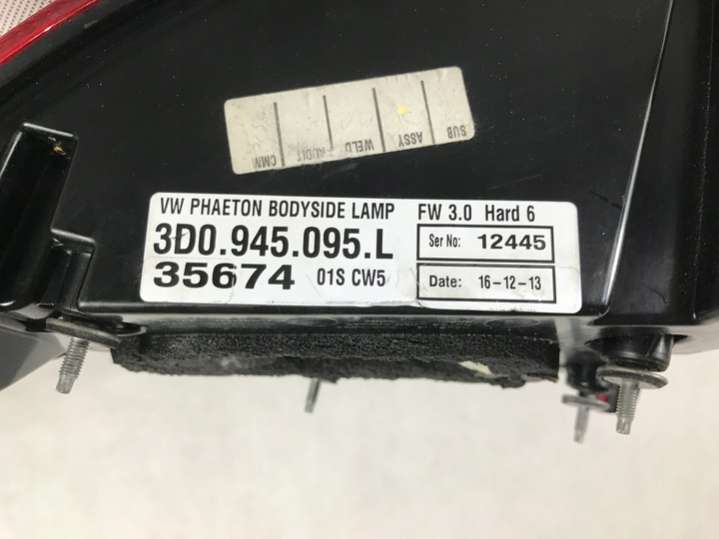 SUB ASSY WELD AUDIT CMN
VW PHAETON BODYSIDE LAMP FW 3.0 Hard 6
3D0.945.095.L Ser No: 12445
35674 01S CW5 Date: 16-12-13